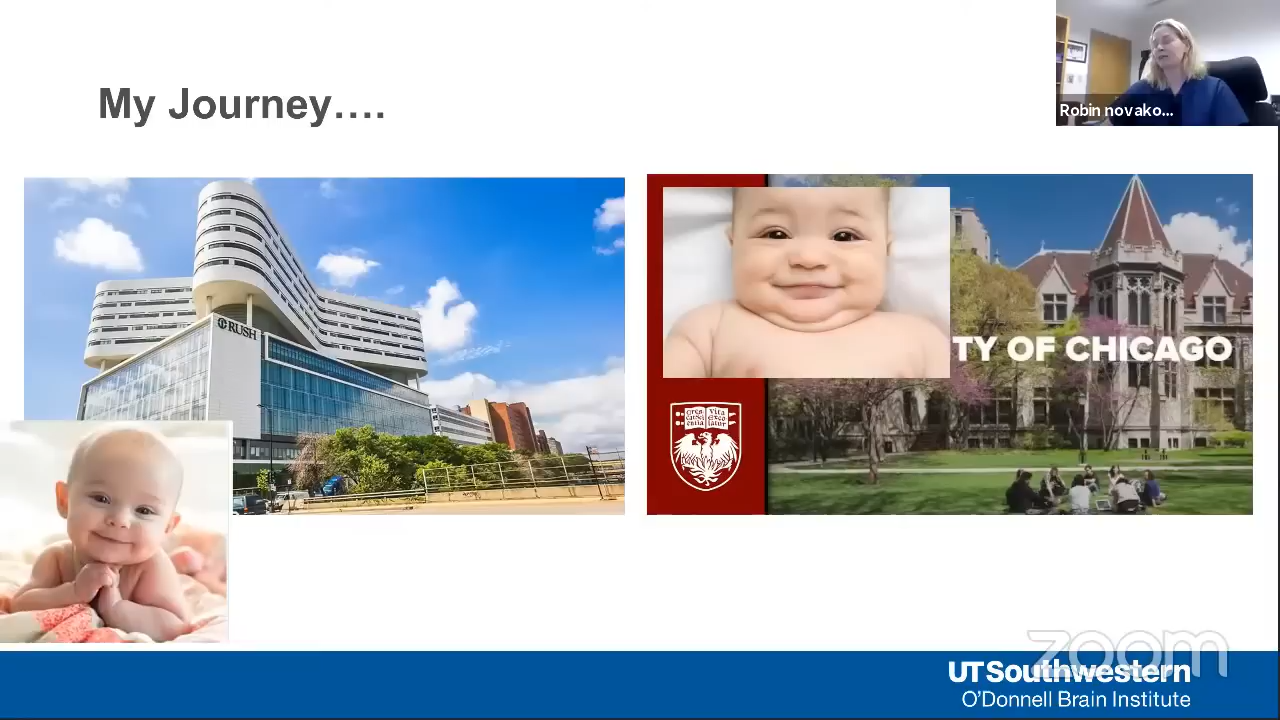 My Journey....
Robin novako...
RUSH
TY OF CHICAGO
zoom
UTSouthwestern
O'Donnell Brain Institute